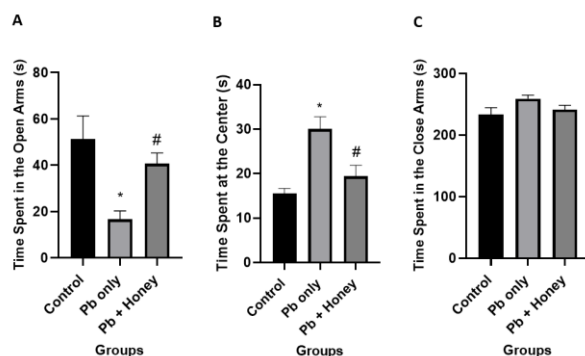 A
Time Spent in the Open Arms (s)
80
60
40
20
0
*
#
Control
Pb only
Pb + Honey
Groups
B
Time Spent at the Center (s)
40
30
20
10
0
*
#
Control
Pb only
Pb + Honey
Groups
C
Time Spent in the Close Arms (s)
300
200
100
0
Control
Pb only
Pb + Honey
Groups